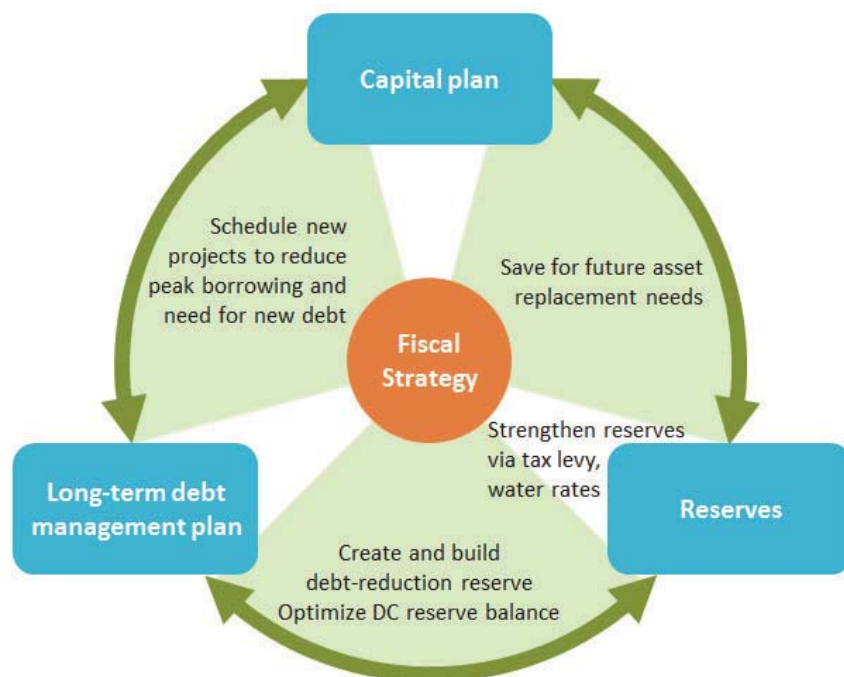 Capital plan
Schedule new
projects to reduce
peak borrowing and
need for new debt
Save for future asset
replacement needs
Fiscal
Strategy
Strengthen reserves
via tax levy,
water rates
Long-term debt
management plan
Reserves
Create and build
debt-reduction reserve
Optimize DC reserve balance